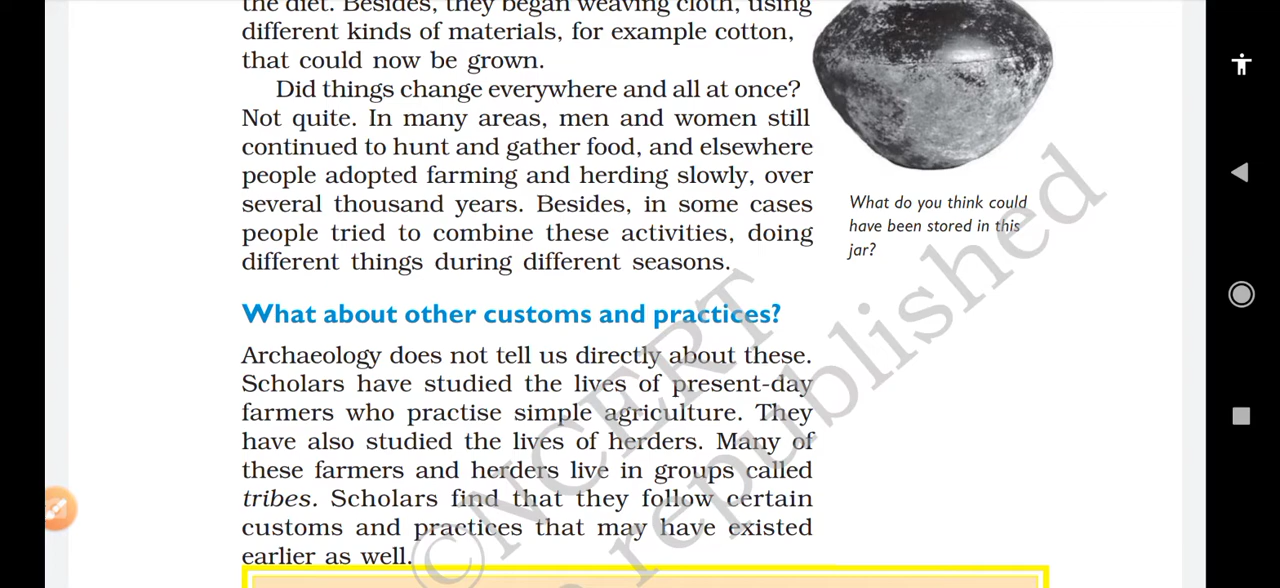 the diet. Besides, they began weaving cloth, using
different kinds of materials, for example cotton,
that could now be grown.
Did things change everywhere and all at once?
Not quite. In many areas, men and women still
continued to hunt and gather food, and elsewhere
people adopted farming and herding slowly, over
several thousand years. Besides, in some cases
people tried to combine these activities, doing
different things during different seasons.
What do you think could
have been stored in this
jar?
What about other customs and practices?
Archaeology does not tell us directly about these.
Scholars have studied the lives of present-day
farmers who practise simple agriculture. They
have also studied the lives of herders. Many of
these farmers and herders live in groups called
tribes. Scholars find that they follow certain
customs and practices that may have existed
earlier as well.
©NCERT
republished